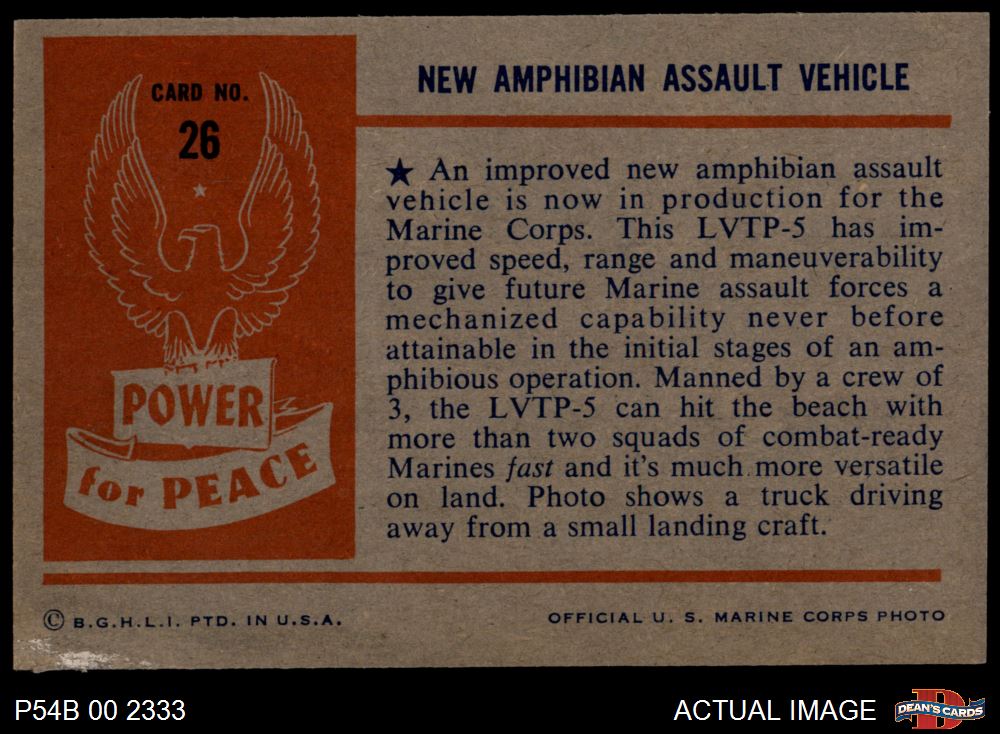 CARD NO.
26
POWER
for PEACE
NEW AMPHIBIAN ASSAULT VEHICLE
★ An improved new amphibian assault
vehicle is now in production for the
Marine Corps. This LVTP-5 has im-
proved speed, range and maneuverability
to give future Marine assault forces a
mechanized capability never before
attainable in the initial stages of an am-
phibious operation. Manned by a crew of
3, the LVTP-5 can hit the beach with
more than two squads of combat-ready
Marines fast and it's much more versatile
on land. Photo shows a truck driving
away from a small landing craft.
© B.G.H.L.I. PTD. IN U.S.A.
OFFICIAL U. S. MARINE CORPS PHOTO
P54B 00 2333
ACTUAL IMAGE
DEAN'S CARDS